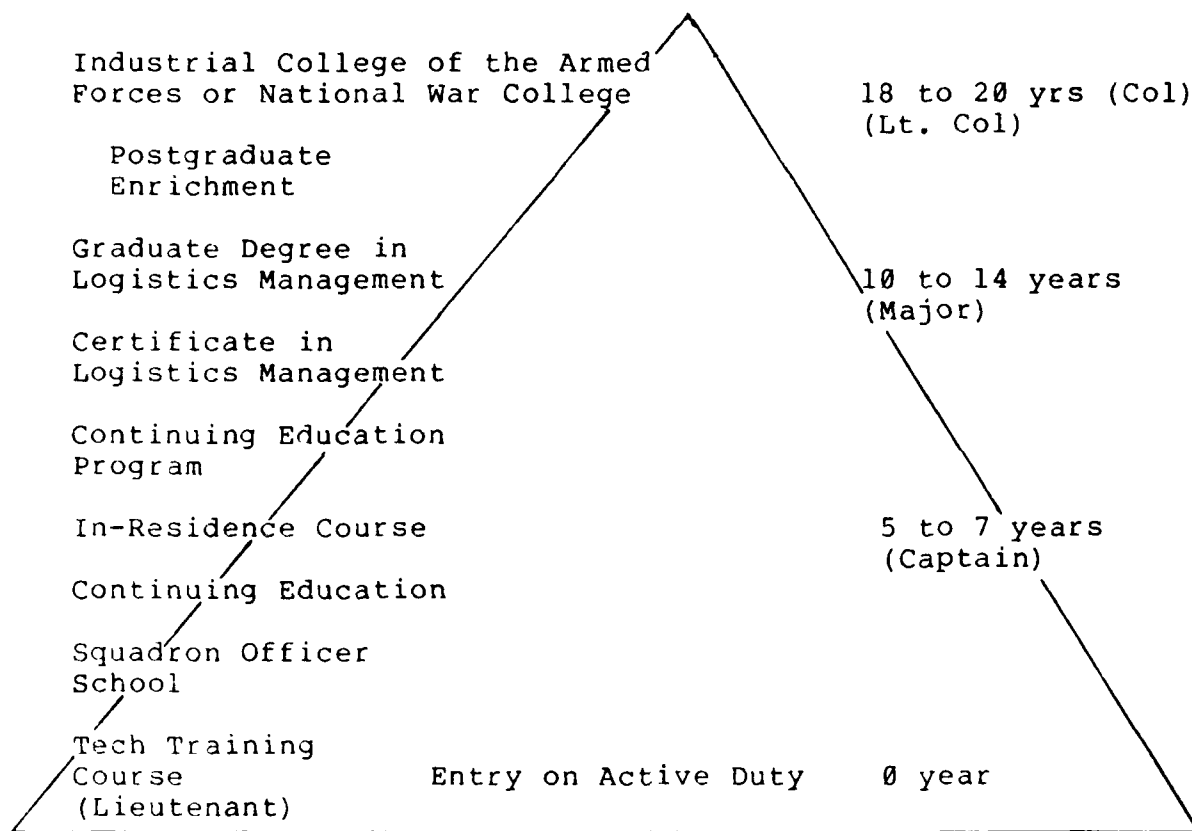 Industrial College of the Armed
Forces or National War College
18 to 20 yrs (Col)
(Lt. Col)
Postgraduate
Enrichment
Graduate Degree in
Logistics Management
10 to 14 years
(Major)
Certificate in
Logistics Management
Continuing Education
Program
In-Residence Course
5 to 7 years
(Captain)
Continuing Education
Squadron Officer
School
Tech Training
Course
(Lieutenant)
Entry on Active Duty
0 year